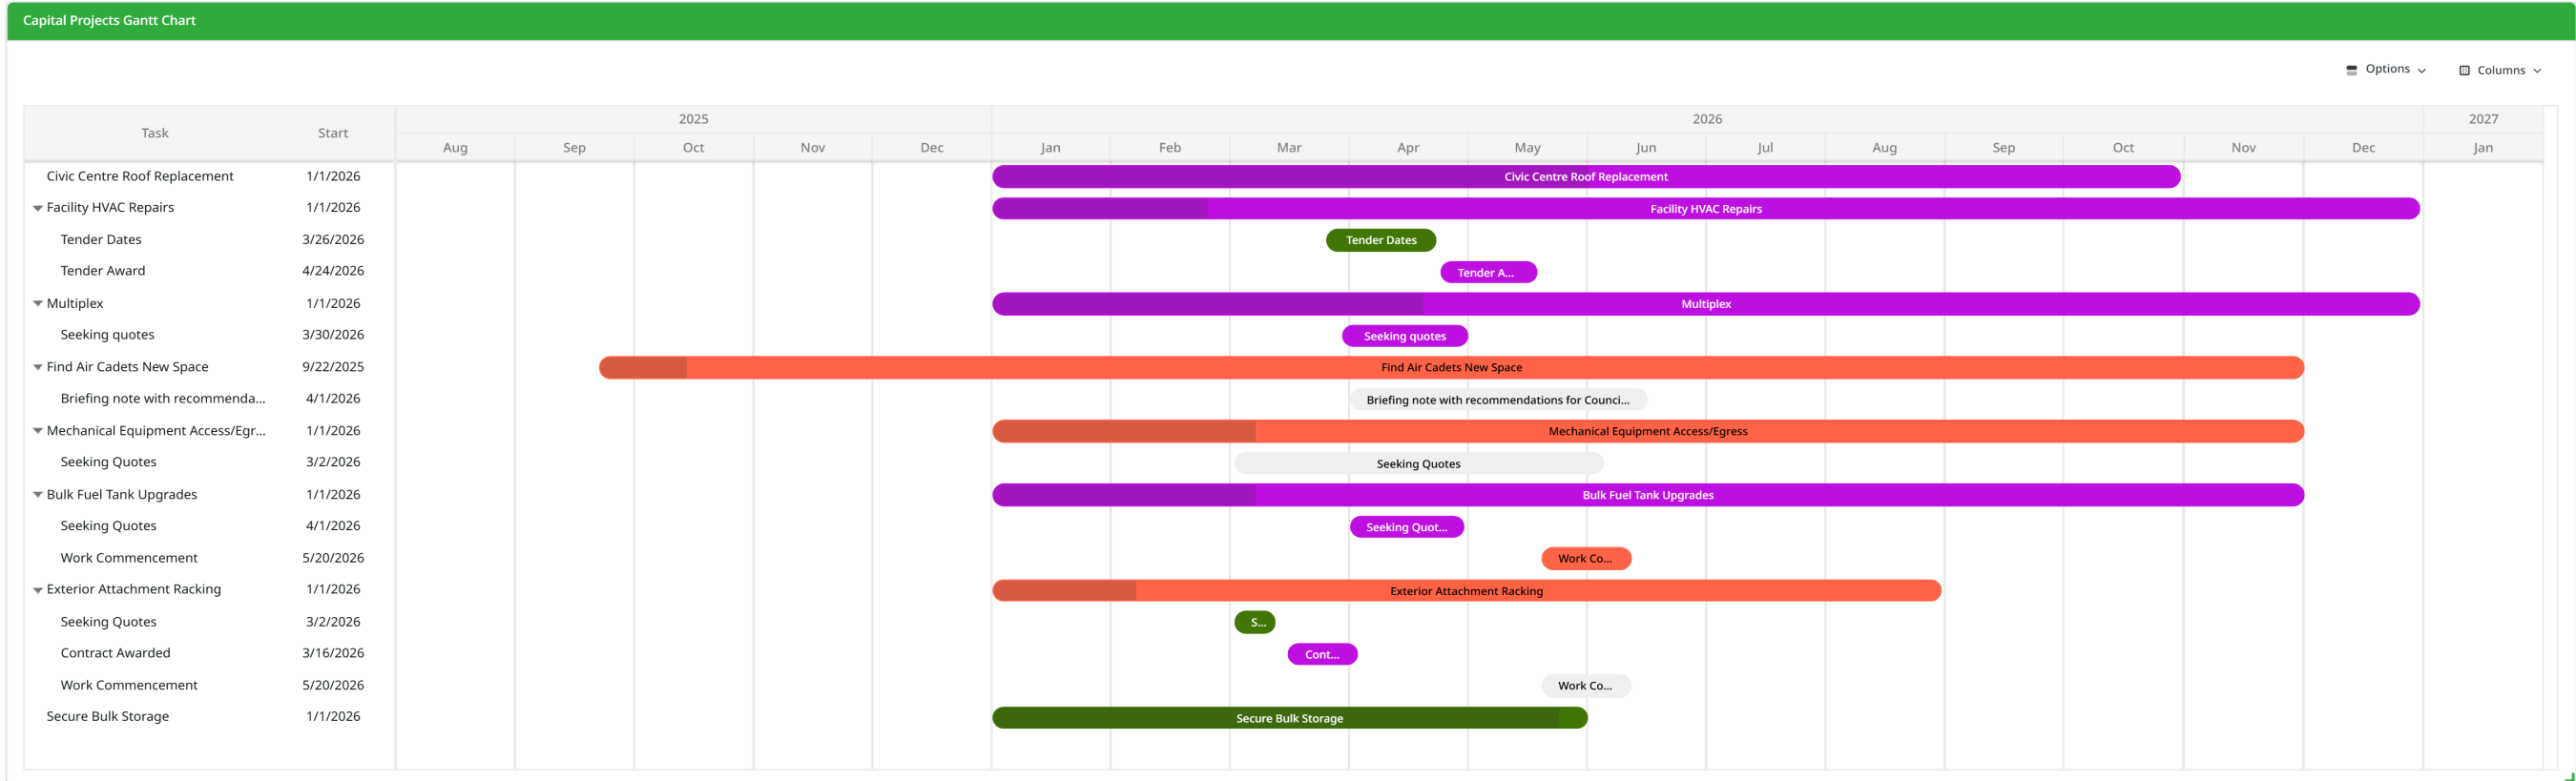 Capital Projects Gantt Chart
Options Columns
Task Start 2025 2026 2027
Aug Sep Oct Nov Dec Jan Feb Mar Apr May Jun Jul Aug Sep Oct Nov Dec Jan
Civic Centre Roof Replacement 1/1/2026 Civic Centre Roof Replacement
Facility HVAC Repairs 1/1/2026 Facility HVAC Repairs
Tender Dates 3/26/2026 Tender Dates
Tender Award 4/24/2026 Tender A...
Multiplex 1/1/2026 Multiplex
Seeking quotes 3/30/2026 Seeking quotes
Find Air Cadets New Space 9/22/2025 Find Air Cadets New Space
Briefing note with recommenda... 4/1/2026 Briefing note with recommendations for Counci...
Mechanical Equipment Access/Egr... 1/1/2026 Mechanical Equipment Access/Egress
Seeking Quotes 3/2/2026 Seeking Quotes
Bulk Fuel Tank Upgrades 1/1/2026 Bulk Fuel Tank Upgrades
Seeking Quotes 4/1/2026 Seeking Quot...
Work Commencement 5/20/2026 Work Co...
Exterior Attachment Racking 1/1/2026 Exterior Attachment Racking
Seeking Quotes 3/2/2026 S...
Contract Awarded 3/16/2026 Cont...
Work Commencement 5/20/2026 Work Co...
Secure Bulk Storage 1/1/2026 Secure Bulk Storage